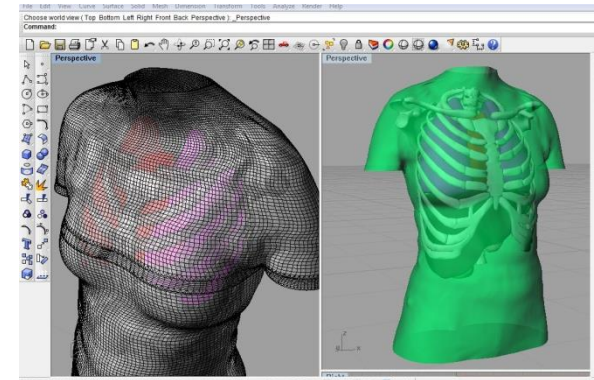 File Edit View Curve Surface Solid Mesh Dimension Transform Tools Analyze Render Help
Choose world view ( Top Bottom Left Right Front Back Perspective ): _Perspective
Command:
Perspective
Perspective
z
y x
Right